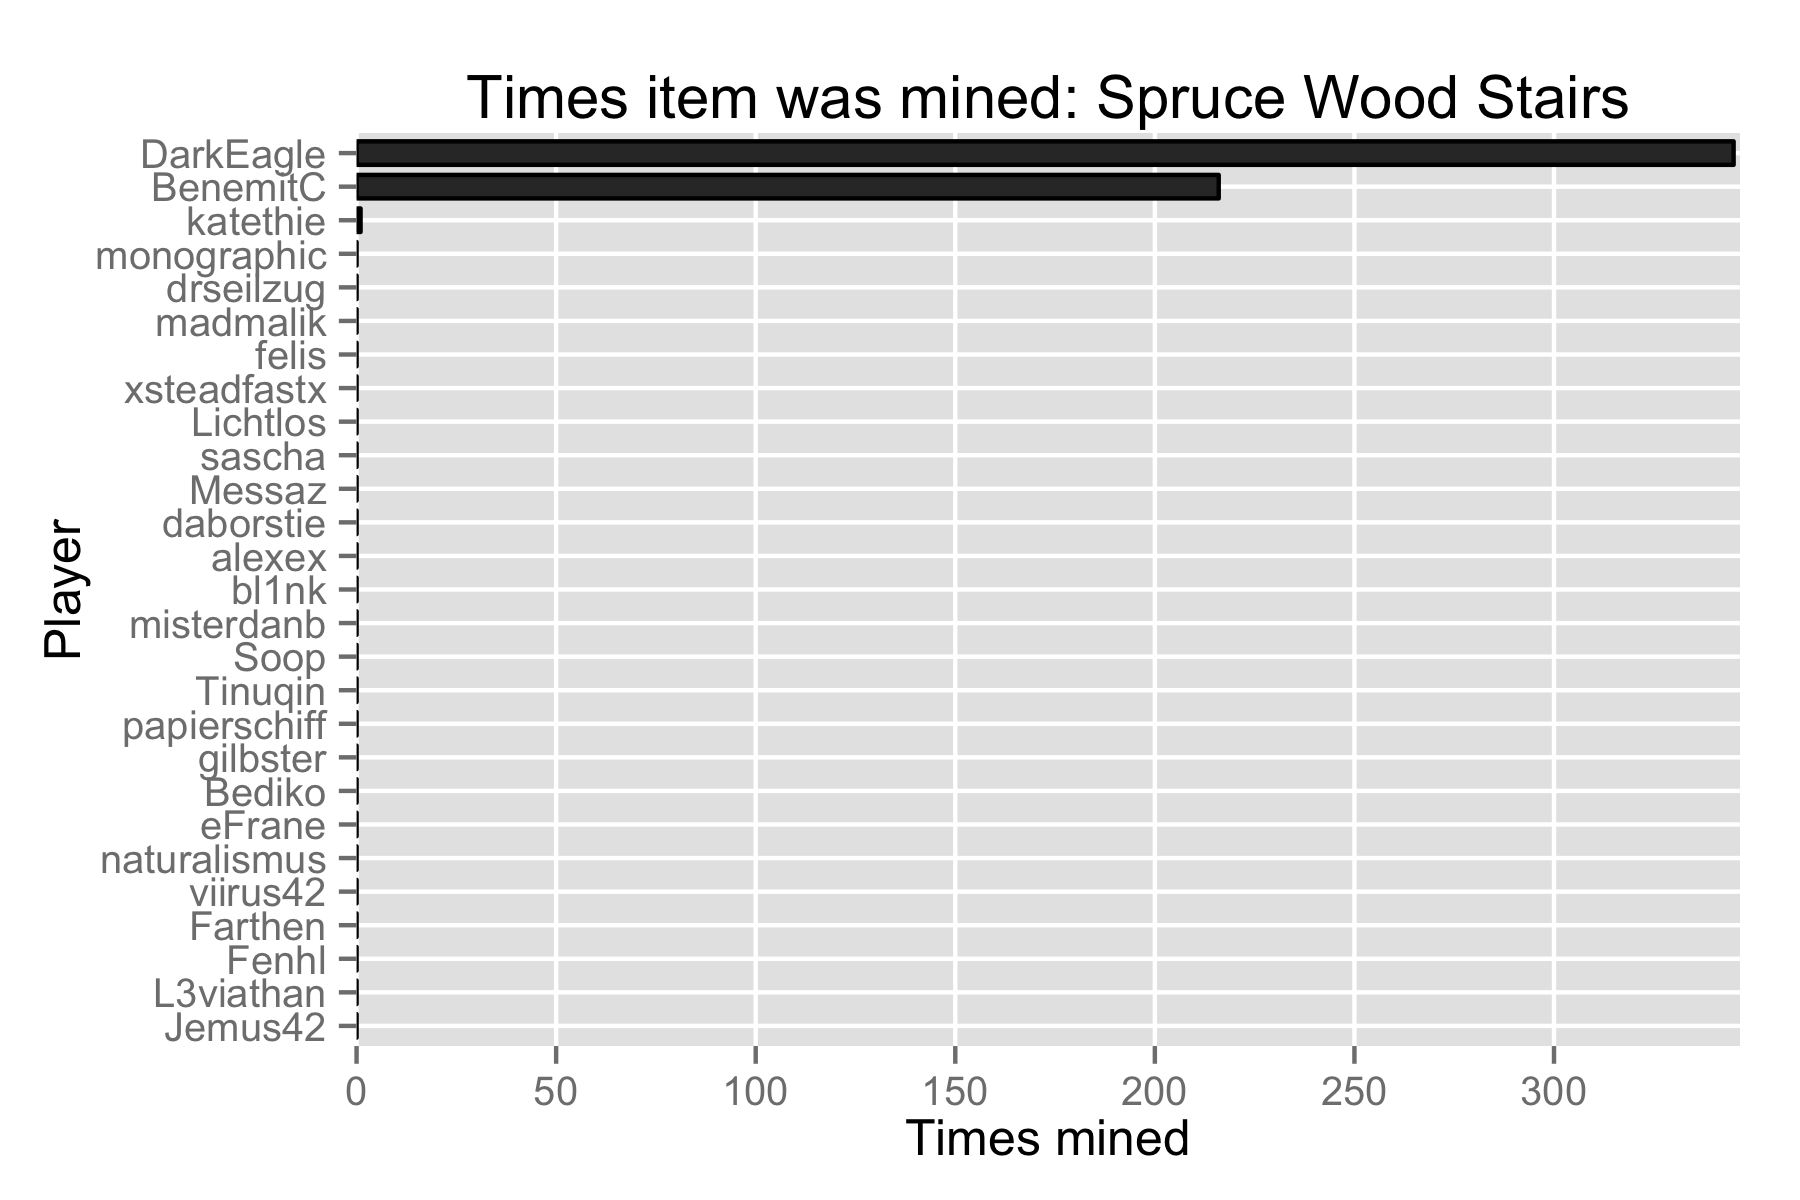 Times item was mined: Spruce Wood Stairs
DarkEagle
BenemitC
katethie
monographic
drseilzug
madmalik
felis
xsteadfastx
Lichtlos
sascha
Messaz
daborstie
alexex
bl1nk
misterdanb
Soop
Tinuqin
papierschiff
gilbster
Bediko
eFrane
naturalismus
viirus42
Farthen
Fenhl
L3viathan
Jemus42
Player
0 50 100 150 200 250 300
Times mined